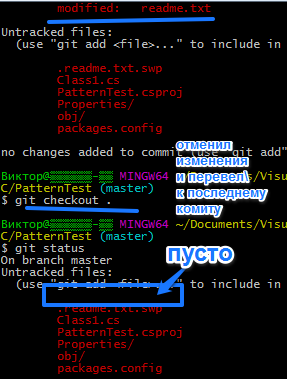 modified:   readme.txt
Untracked files:
(use "git add <file>..." to include in
.readme.txt.swp
Class1.cs
PatternTest.csproj
Properties/
obj/
packages.config
no changes added to commit (use "git add"
отменил
изменения
и перевел
к последнему
комиту
Виктор@ MINGW64 ~/Documents/Visu
C/PatternTest (master)
$ git checkout .
Виктор@ MINGW64 ~/Documents/Visu
C/PatternTest (master)
$ git status
пусто
On branch master
Untracked files:
(use "git add <file>..." to include in
.readme.txt.swp
Class1.cs
PatternTest.csproj
Properties/
obj/
packages.config